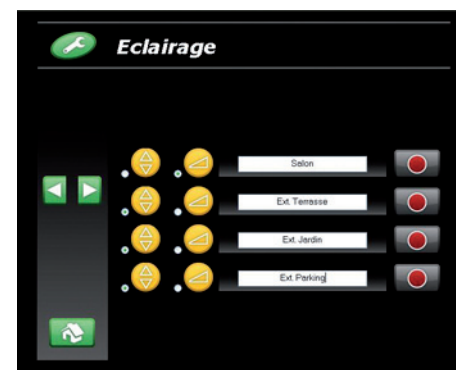 Eclairage
Salon
Ext. Terrasse
Ext. Jardin
Ext. Parking